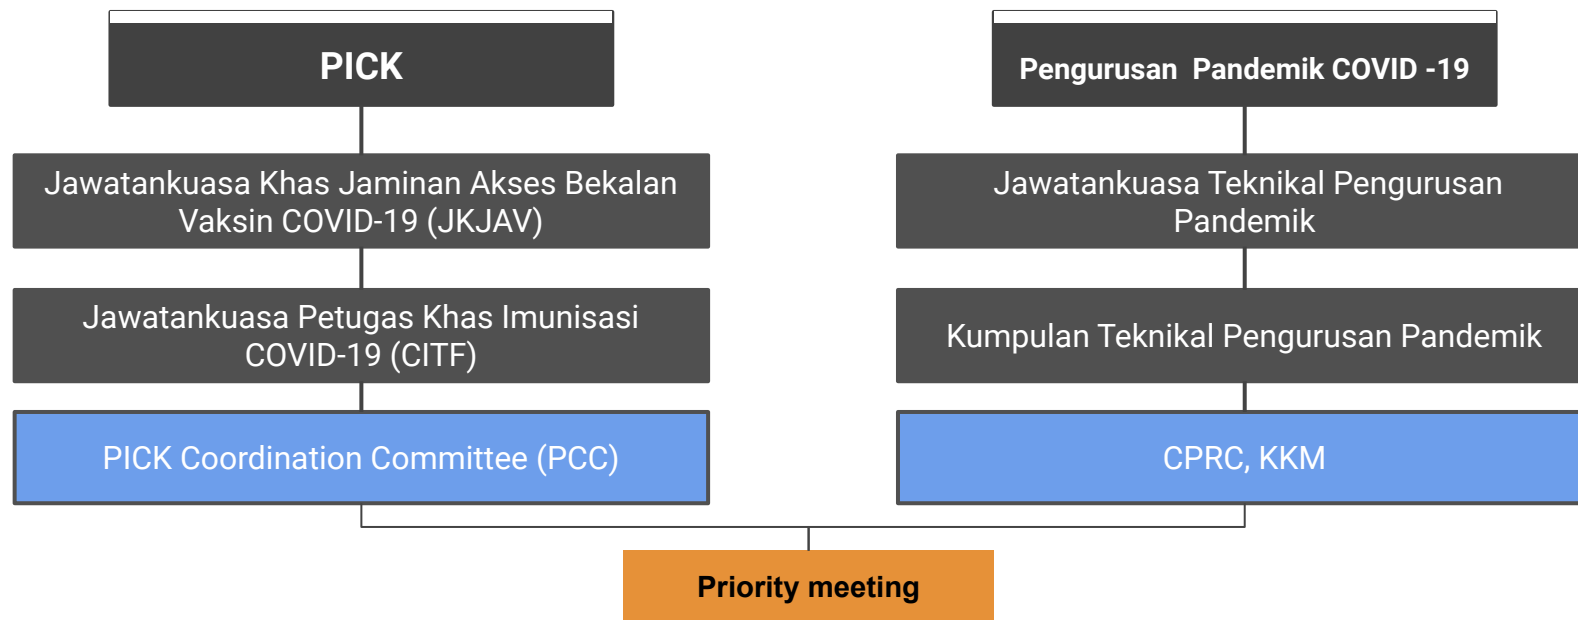 PICK
Jawatankuasa Khas Jaminan Akses Bekalan
Vaksin COVID-19 (JKJAV)
Jawatankuasa Petugas Khas Imunisasi
COVID-19 (CITF)
PICK Coordination Committee (PCC)
Pengurusan Pandemik COVID -19
Jawatankuasa Teknikal Pengurusan
Pandemik
Kumpulan Teknikal Pengurusan Pandemik
CPRC, KKM
Priority meeting